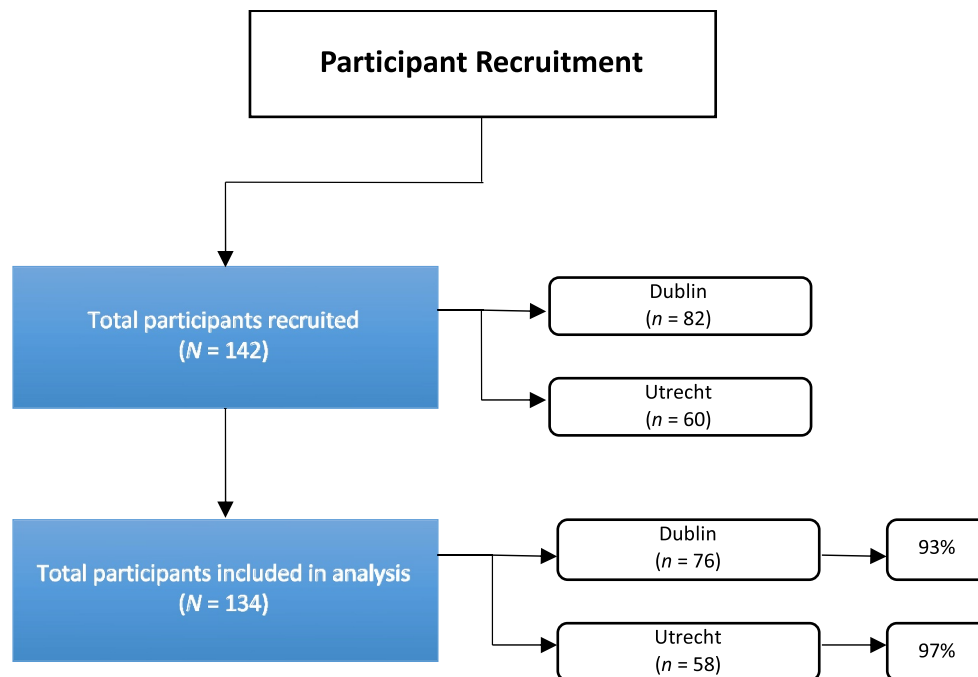 Participant Recruitment
Total participants recruited
(N = 142)
Dublin
(n = 82)
Utrecht
(n = 60)
Total participants included in analysis
(N = 134)
Dublin
(n = 76)
93%
Utrecht
(n = 58)
97%